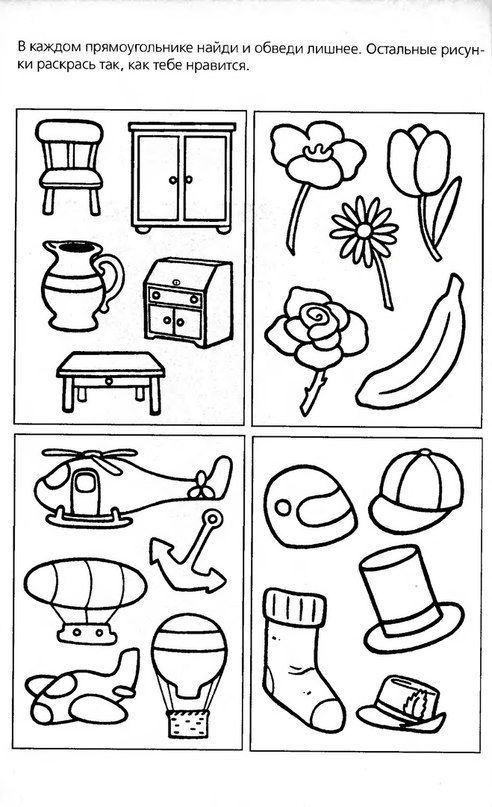 В каждом прямоугольнике найди и обведи лишнее. Остальные рисун-
ки раскрась так, как тебе нравится.